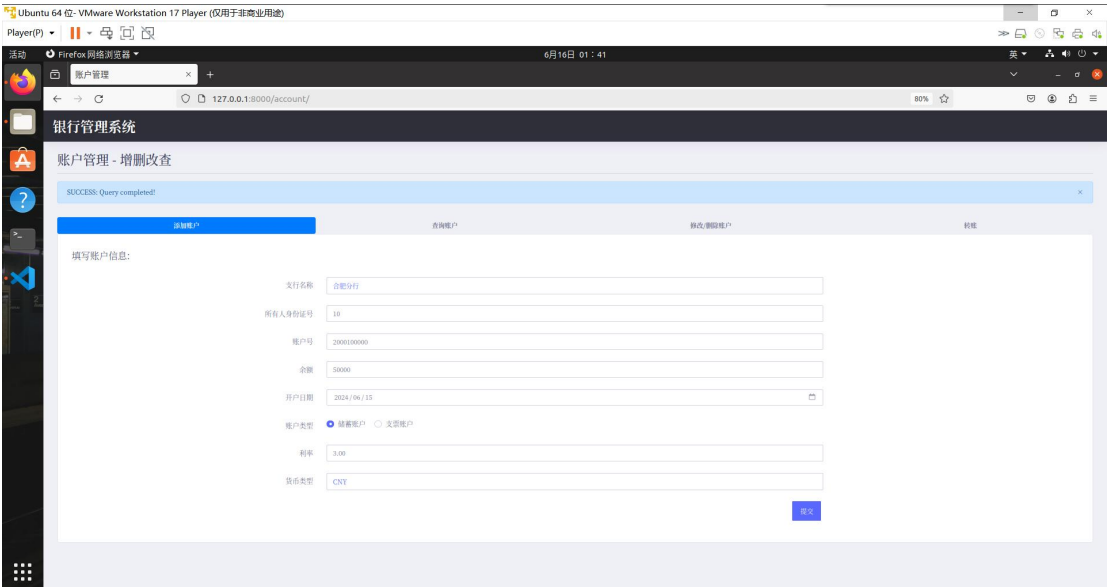 Ubuntu 64 位- VMware Workstation 17 Player (仅用于非商业用途)
Player(P)
活动 Firefox 网络浏览器 6月16日 01：41 英
账户管理
127.0.0.1:8000/account/ 80%
银行管理系统
账户管理 - 增删改查
SUCCESS: Query completed!
添加账户 查询账户 修改/删除账户 转账
填写账户信息:
支行名称 合肥分行
所有人身份证号 10
账户号 2000100000
余额 50000
开户日期 2024/06/15
账户类型 储蓄账户 支票账户
利率 3.00
货币类型 CNY
提交